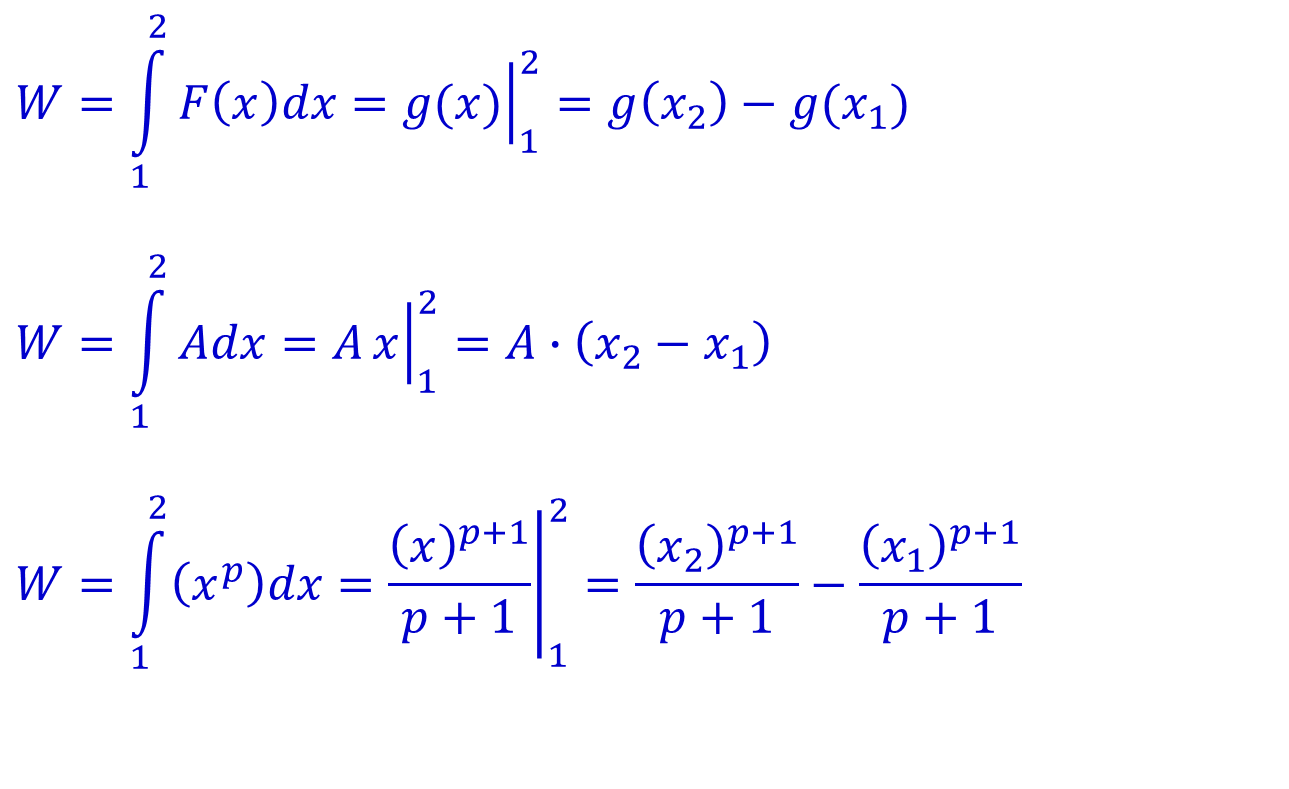 W = ∫₁² F(x)dx = g(x)|₁² = g(x₂) − g(x₁)
W = ∫₁² Adx = A x|₁² = A · (x₂ − x₁)
W = ∫₁² (xᵖ)dx = (x)ᵖ⁺¹/(p + 1)|₁² = (x₂)ᵖ⁺¹/(p + 1) − (x₁)ᵖ⁺¹/(p + 1)